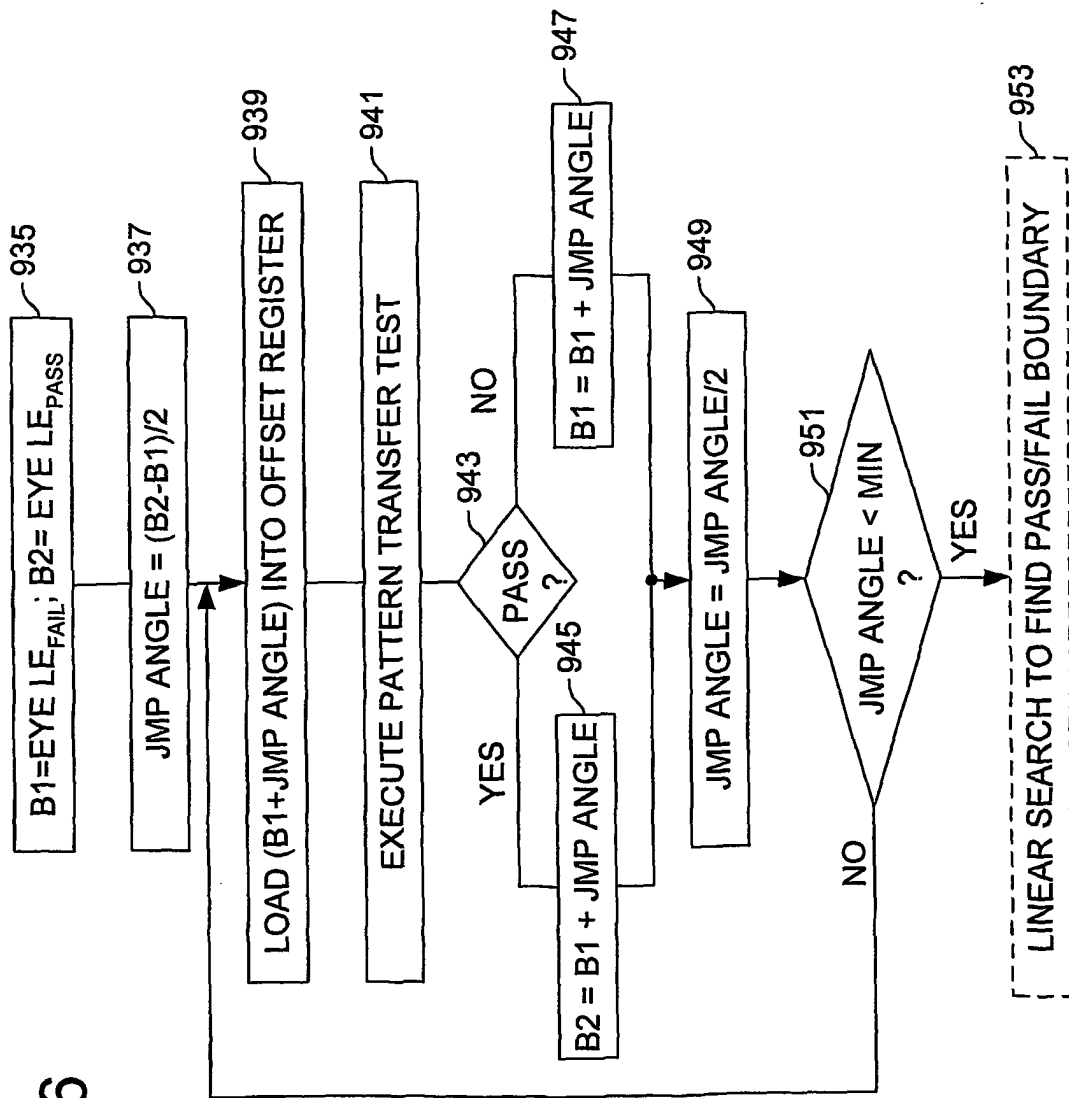 935
B1=EYE LE_FAIL; B2= EYE LE_PASS
937
JMP ANGLE = (B2-B1)/2
939
LOAD (B1+JMP ANGLE) INTO OFFSET REGISTER
941
EXECUTE PATTERN TRANSFER TEST
943
PASS
?
YES
NO
945
B2 = B1 + JMP ANGLE
947
B1 = B1 + JMP ANGLE
949
JMP ANGLE = JMP ANGLE/2
951
JMP ANGLE < MIN
?
NO
YES
953
LINEAR SEARCH TO FIND PASS/FAIL BOUNDARY
6